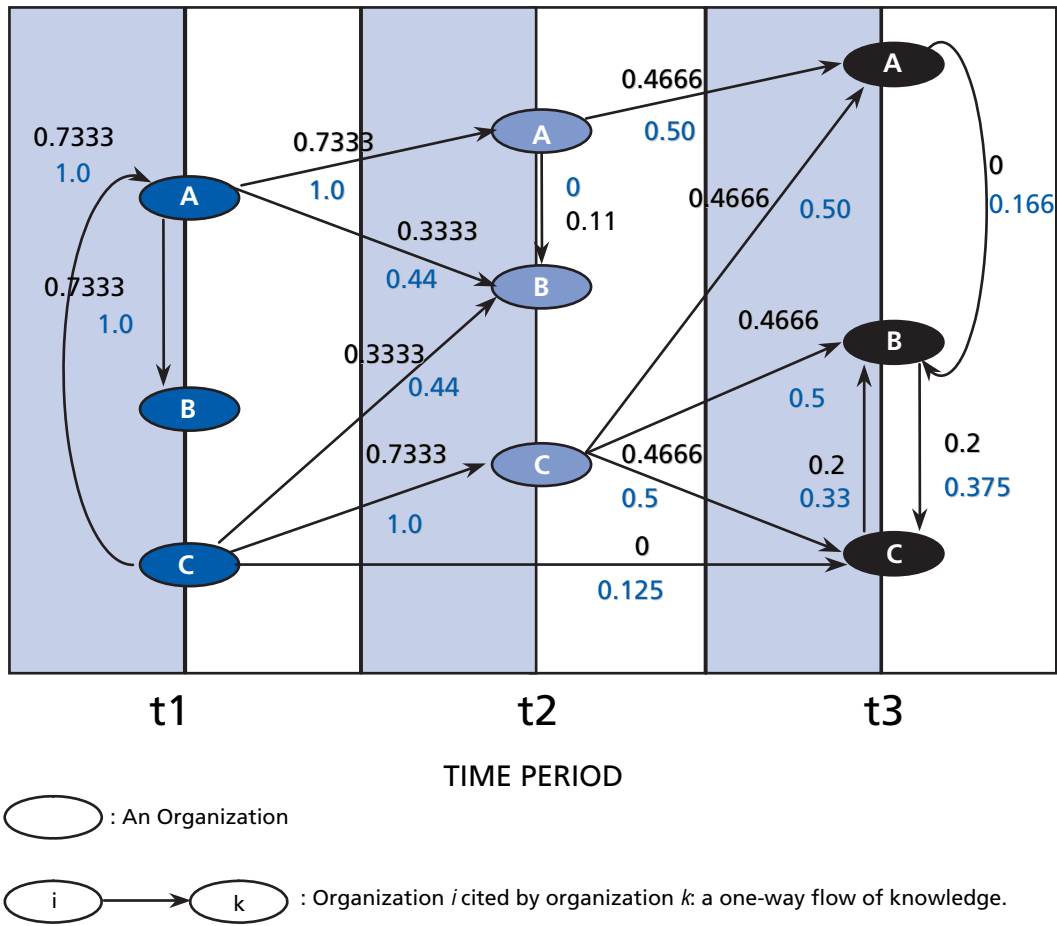 A
0.4666
0.7333
0.7333
A
0.50
1.0
0
1.0
0.4666
0.166
A
0
0.50
0.11
0.3333
0.44
B
0.7333
1.0
0.4666
B
0.3333
0.44
0.5
B
0.7333
C
0.4666
0.2
0.2
0.5
0.33
0.375
1.0
0
C
C
0.125
t1
t2
t3
TIME PERIOD
: An Organization
i
k
: Organization i cited by organization k: a one-way flow of knowledge.